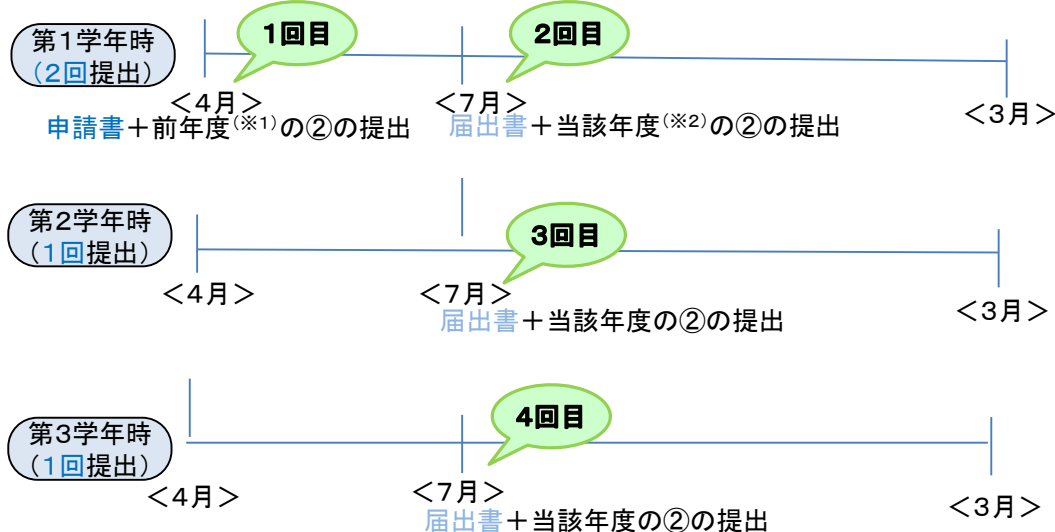 第1学年時
(2回提出)
1回目
2回目
<4月>
<7月>
<3月>
申請書+前年度(※1)の②の提出
届出書+当該年度(※2)の②の提出
第2学年時
(1回提出)
3回目
<4月>
<7月>
<3月>
届出書+当該年度の②の提出
第3学年時
(1回提出)
4回目
<4月>
<7月>
<3月>
届出書+当該年度の②の提出